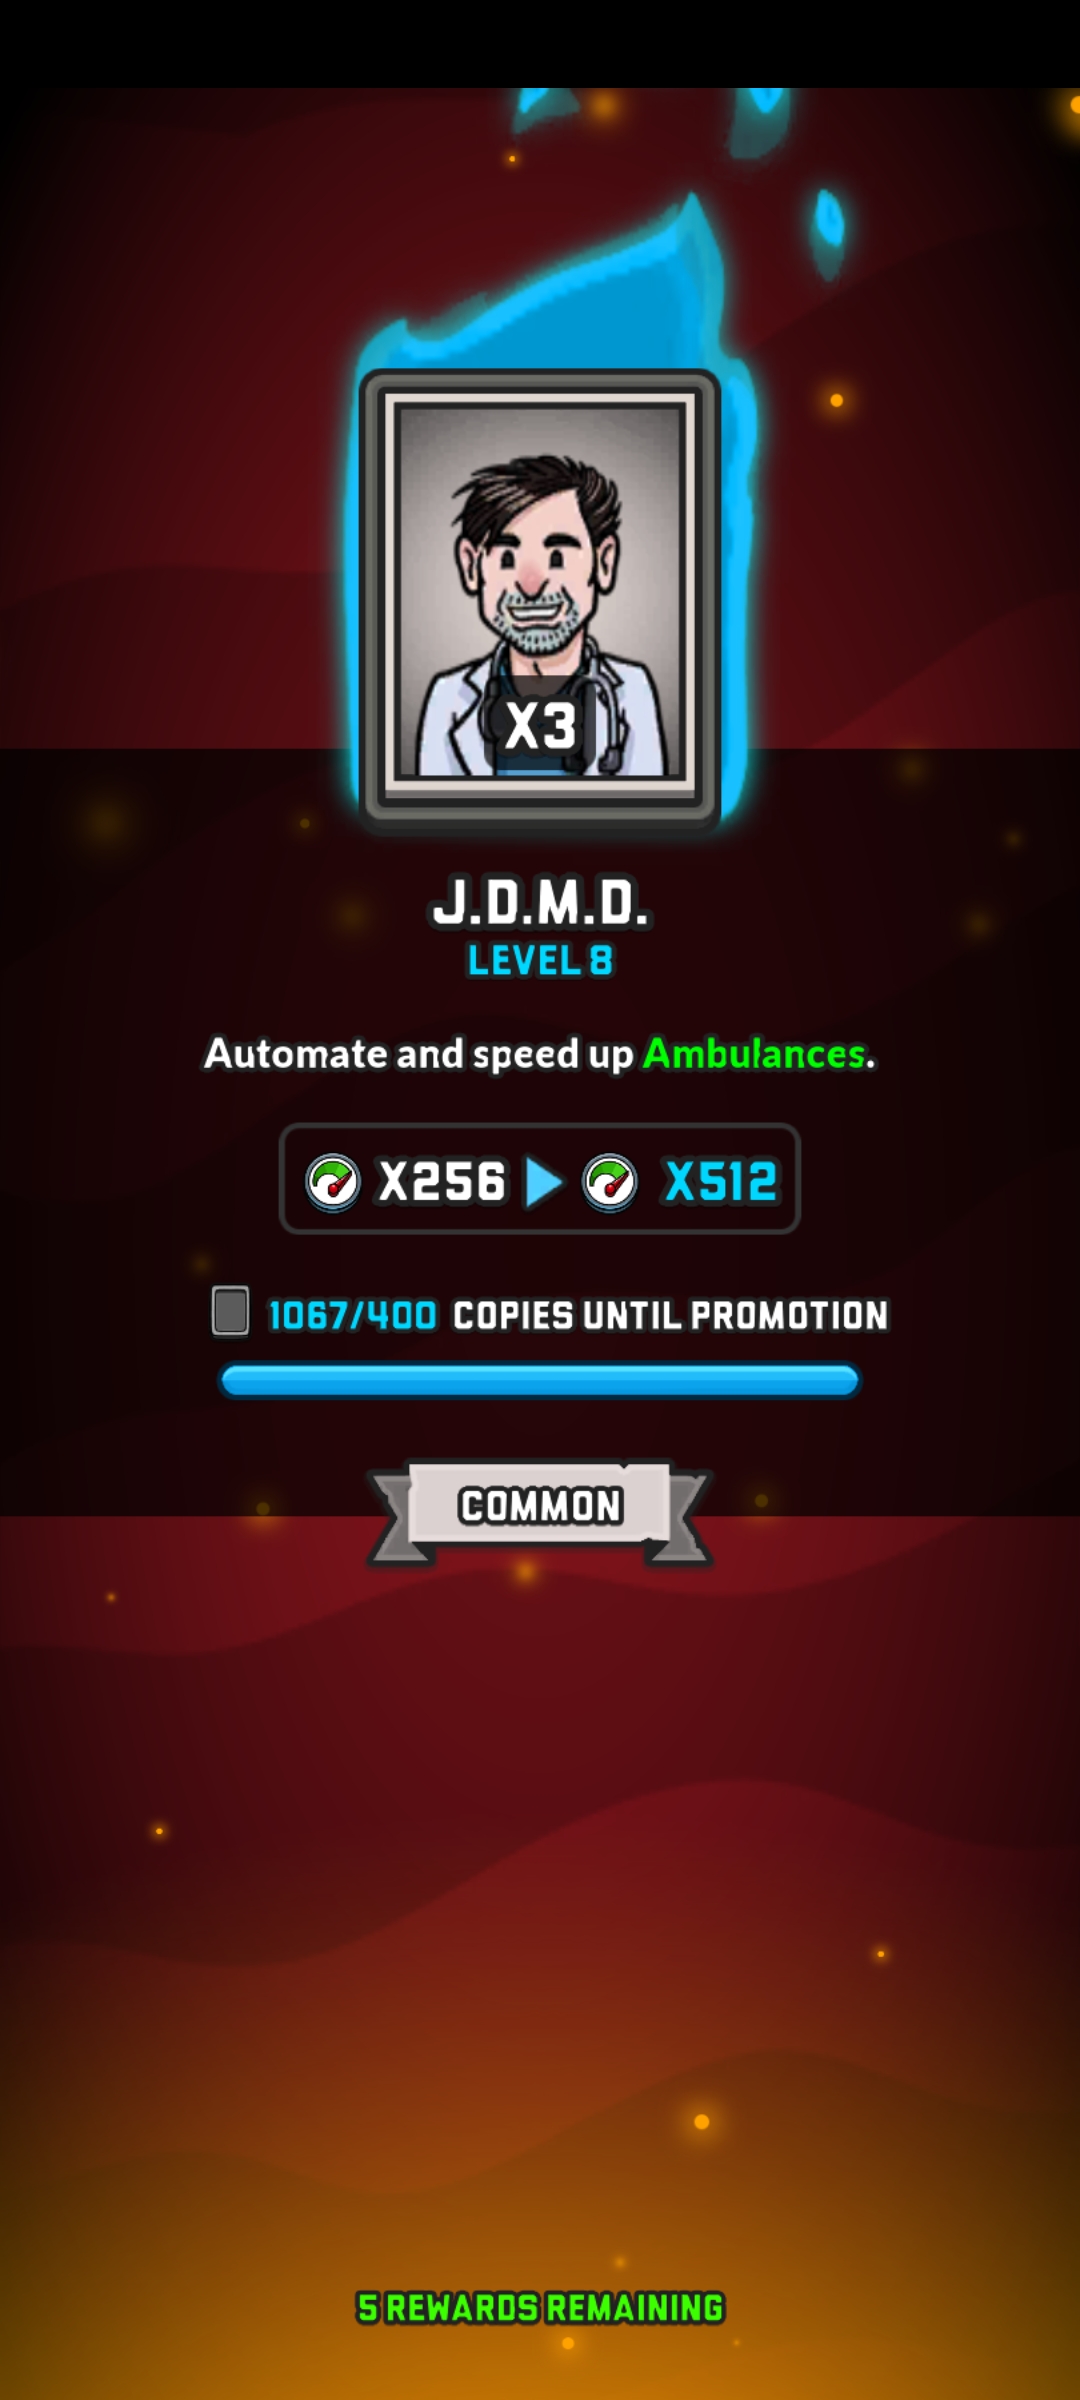 X3
J.D.M.D.
LEVEL 8
Automate and speed up Ambulances.
X256 X512
1067/400 COPIES UNTIL PROMOTION
COMMON
5 REWARDS REMAINING